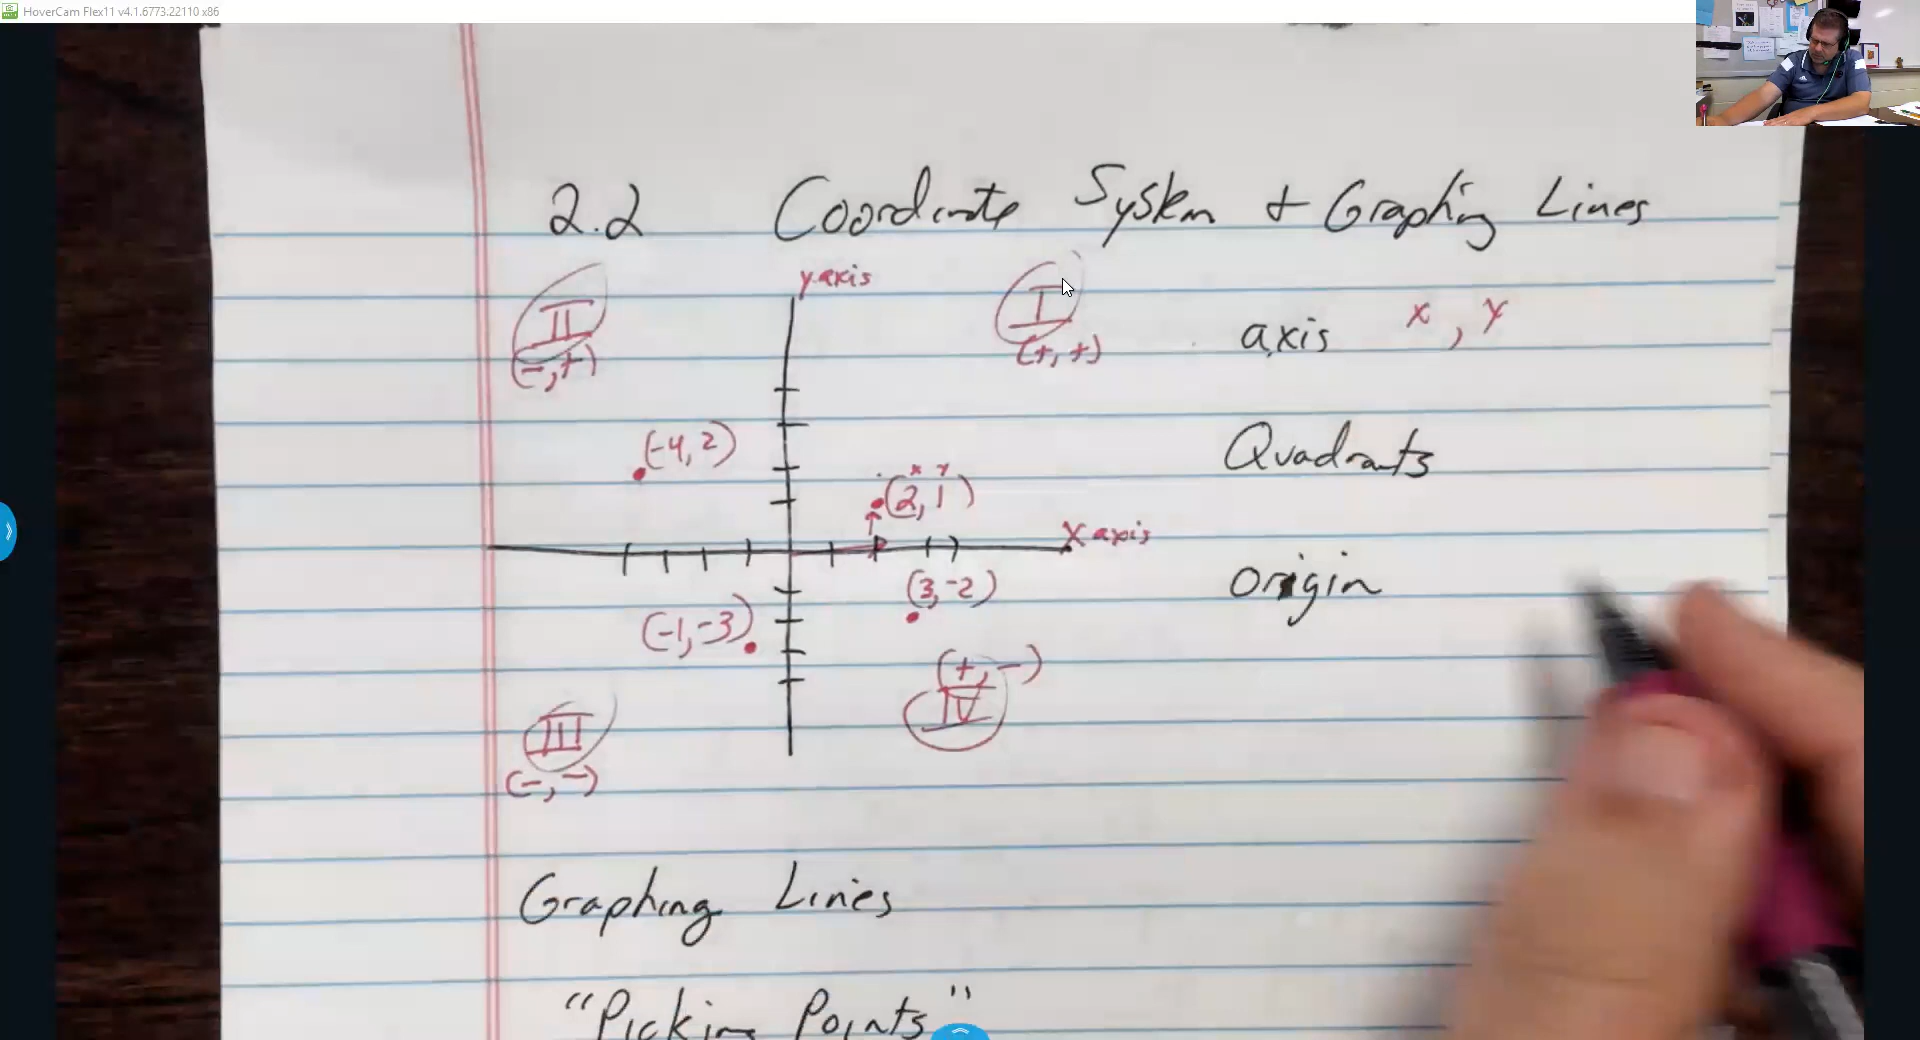 HoverCam Flex11 v4.1.6773.22110 x86
2.2 Coordinate System + Graphing Lines
y axis
II
(-,+)
I
(+,+)
axis x, y
(-4,2)
Quadrants
x y
(2,1)
X axis
(3,-2)
origin
(-1,-3)
(+,-)
IV
III
(-,-)
Graphing Lines
"Picking Points"